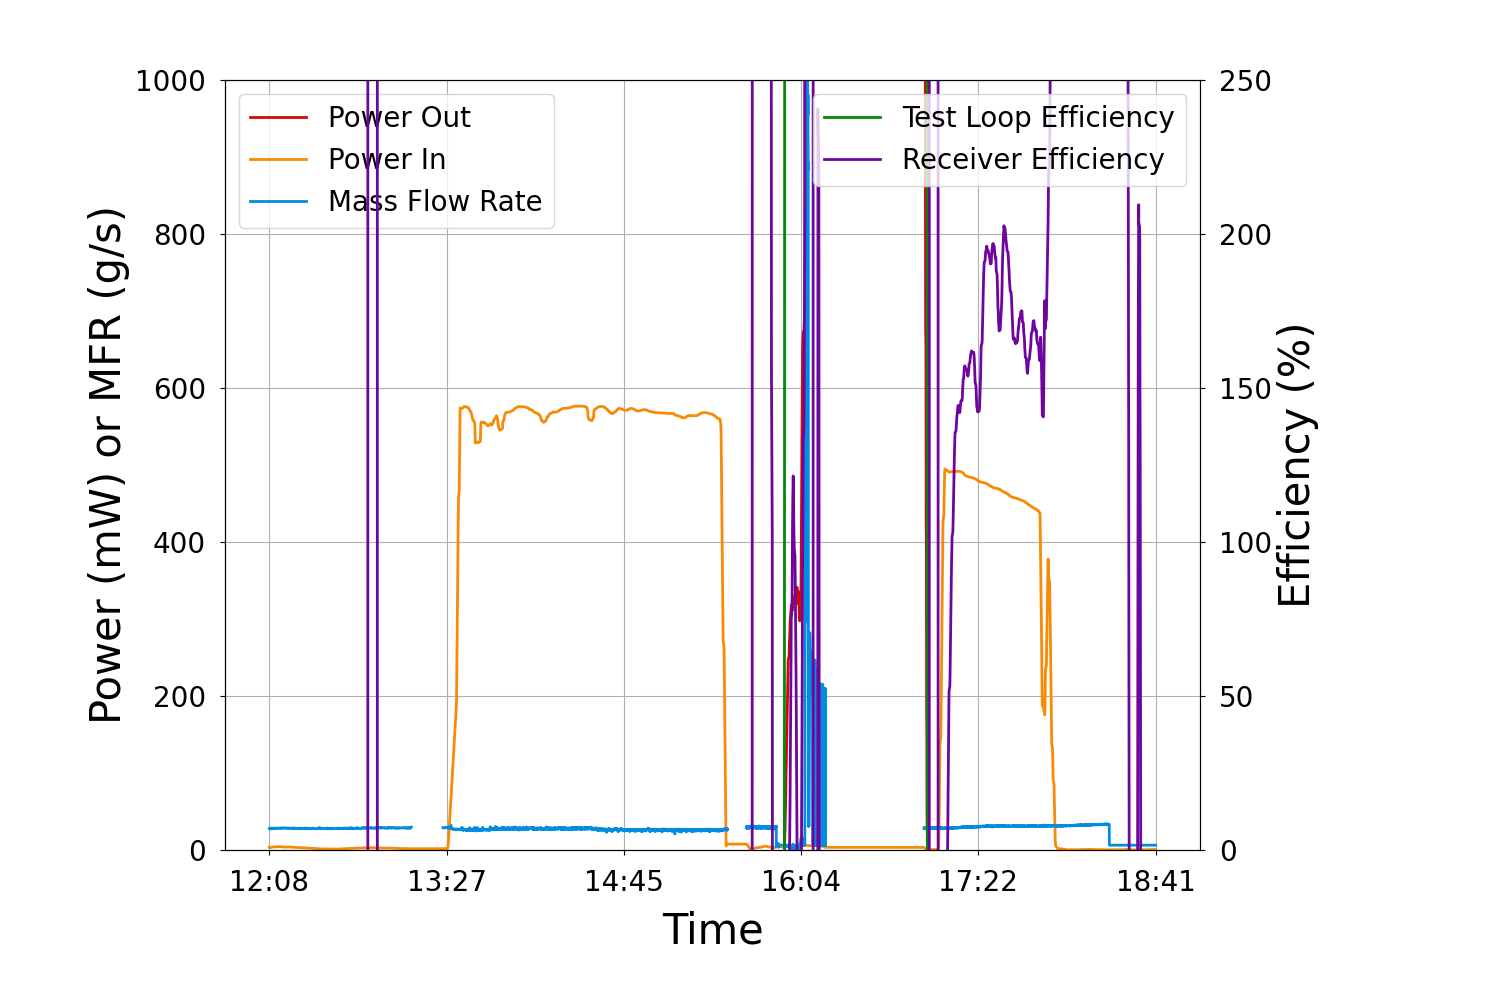 1000
800
600
400
200
0
Power (mW) or MFR (g/s)
Power Out
Power In
Mass Flow Rate
Test Loop Efficiency
Receiver Efficiency
250
200
150
100
50
0
Efficiency (%)
12:08
13:27
14:45
16:04
17:22
18:41
Time